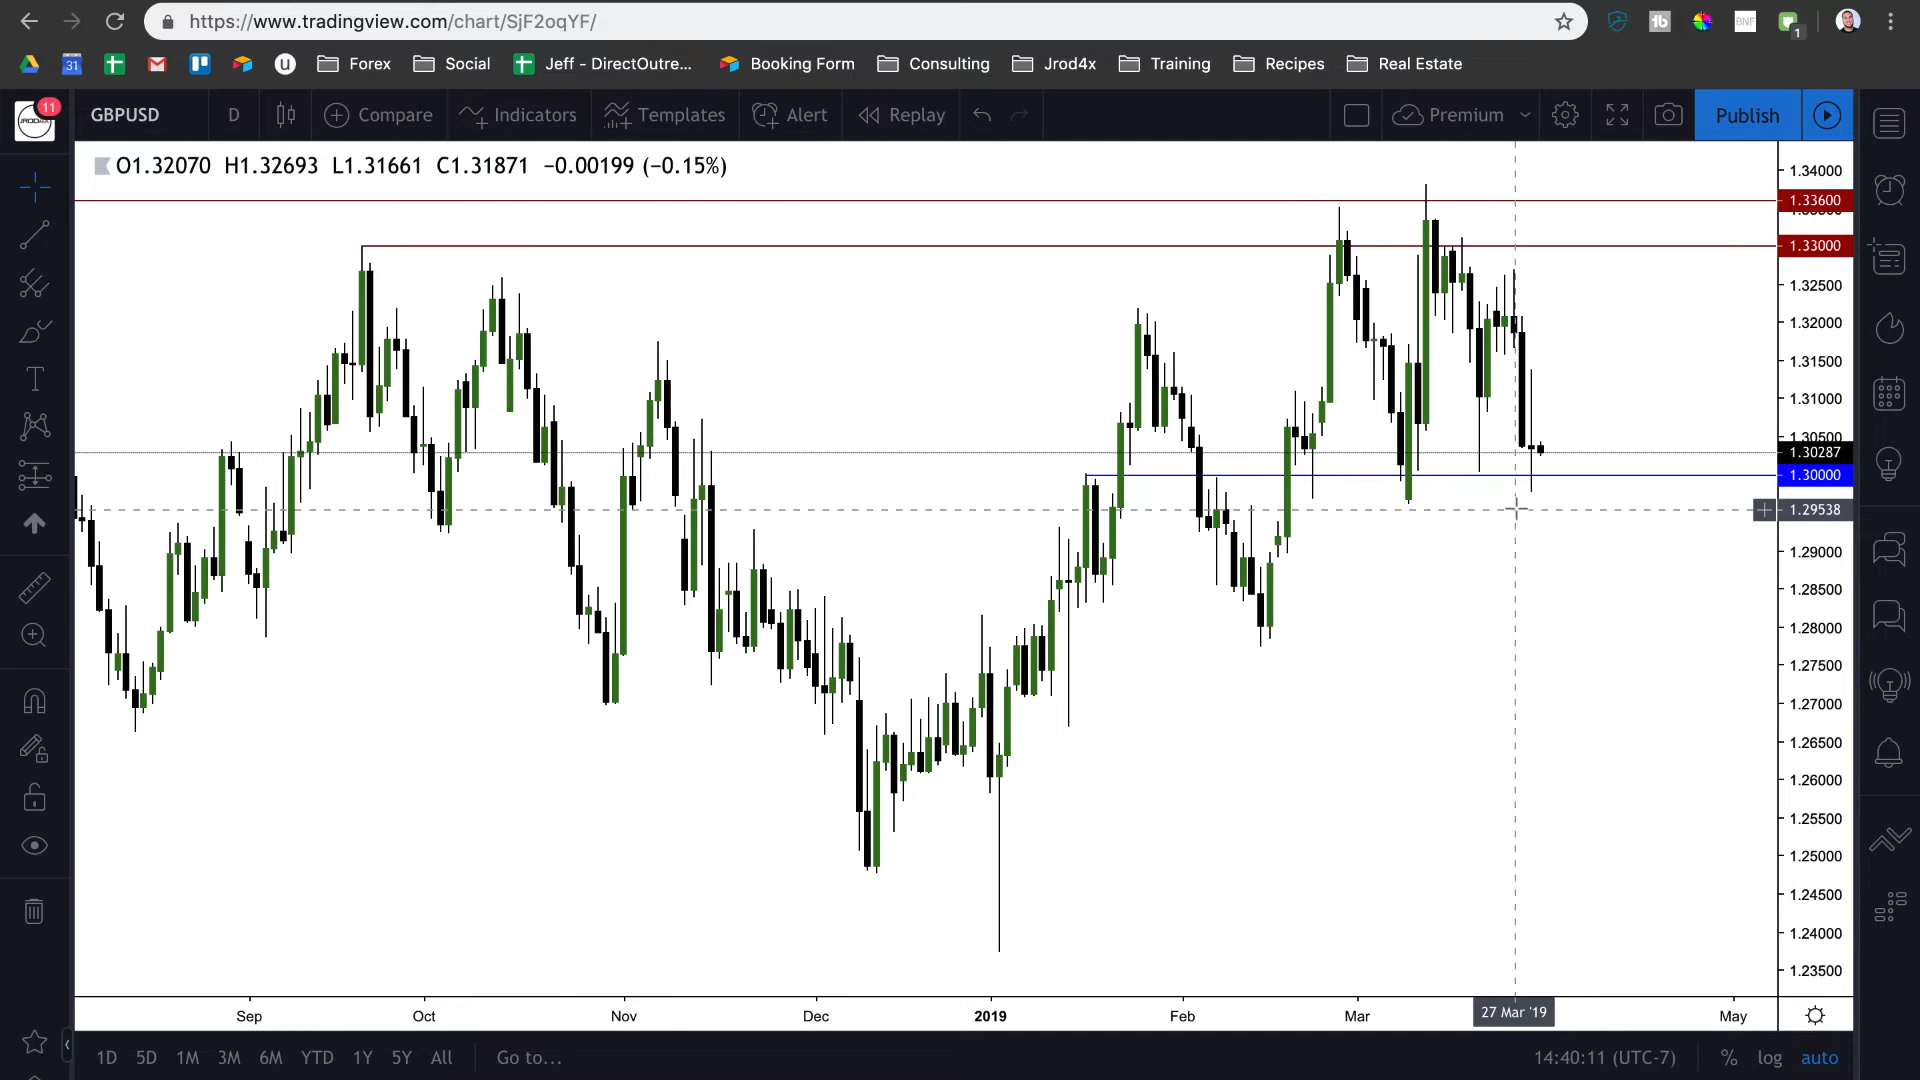 https://www.tradingview.com/chart/SjF2oqYF/
BNF
1
31
u
Forex
Social
Jeff - DirectOutre...
Booking Form
Consulting
Jrod4x
Training
Recipes
Real Estate
11
GBPUSD
D
Compare
Indicators
Templates
Alert
Replay
Premium
Publish
O1.32070 H1.32693 L1.31661 C1.31871 −0.00199 (−0.15%)
1.34000
1.33600
1.33000
1.32500
1.32000
1.31500
1.31000
1.30500
1.30287
1.30000
1.29538
1.29000
1.28500
1.28000
1.27500
1.27000
1.26500
1.26000
1.25500
1.25000
1.24500
1.24000
1.23500
Sep Oct Nov Dec 2019 Feb Mar 27 Mar '19 May
1D 5D 1M 3M 6M YTD 1Y 5Y All Go to... 14:40:11 (UTC-7) % log auto